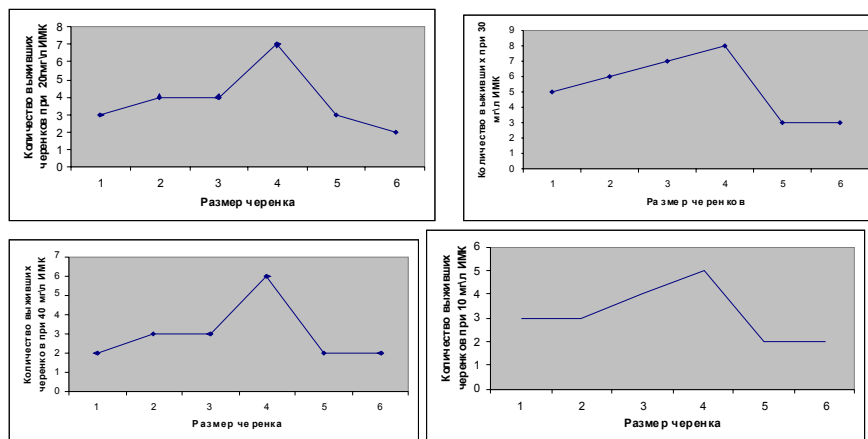 Количество выживших
черенков при 20мг\л ИМК
8
7
6
5
4
3
2
1
0
1 2 3 4 5 6
Размер черенка
Количество выживших при 30
мг\л ИМК
9
8
7
6
5
4
3
2
1
0
1 2 3 4 5 6
Размер черенков
Количество выживших
черенков при 40 мг\л ИМК
7
6
5
4
3
2
1
0
1 2 3 4 5 6
Размер черенка
Количество выживших
черенков при 10 мг\л ИМК
6
5
4
3
2
1
0
1 2 3 4 5 6
Размер черенка